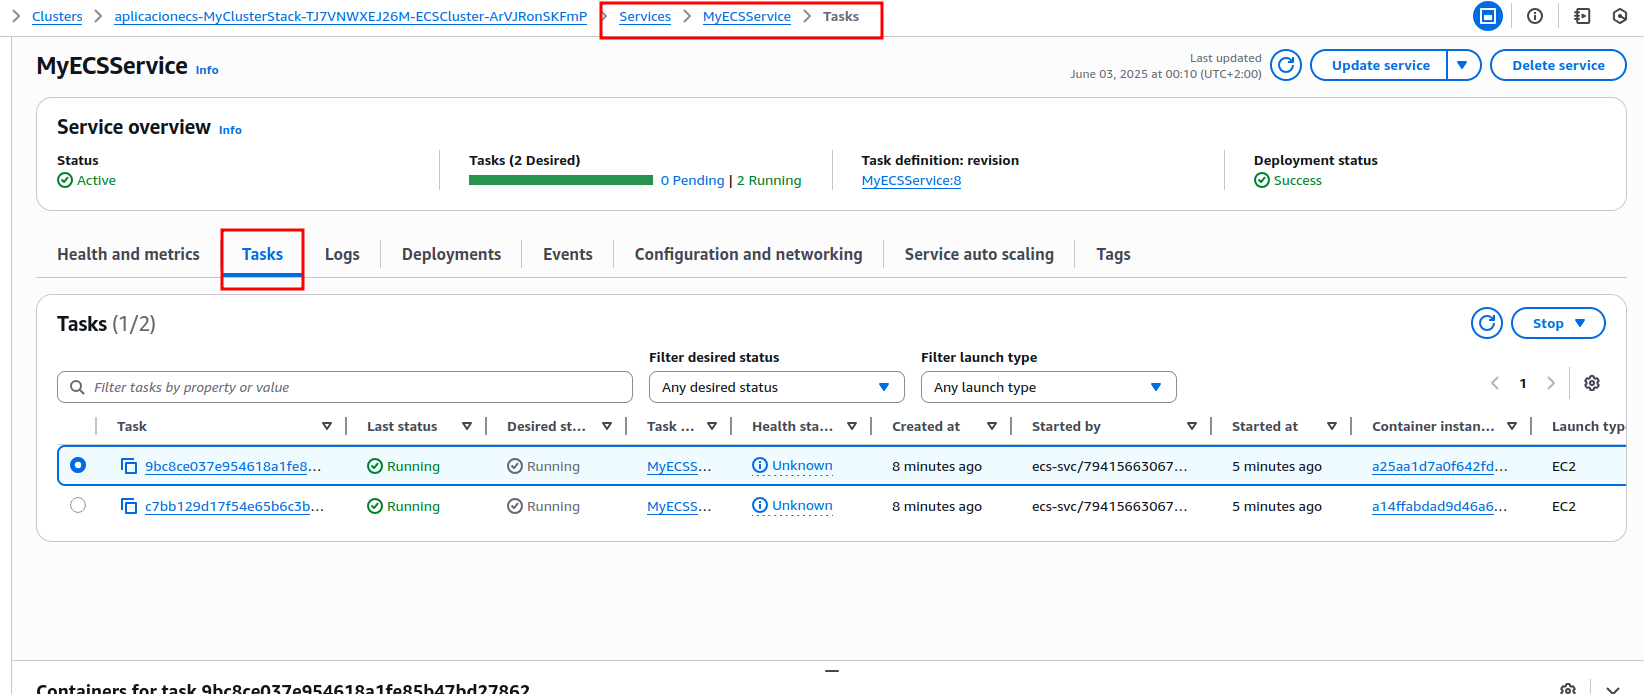 Clusters aplicacionecs-MyClusterStack-TJ7VNWXEJ26M-ECSCluster-ArVJRonSKFmP Services MyECSService Tasks
MyECSService Info
Last updated
June 03, 2025 at 00:10 (UTC+2:00)
Update service
Delete service
Service overview Info
Status
Active
Tasks (2 Desired)
0 Pending | 2 Running
Task definition: revision
MyECSService:8
Deployment status
Success
Health and metrics Tasks Logs Deployments Events Configuration and networking Service auto scaling Tags
Tasks (1/2)
Stop
Filter desired status
Filter launch type
Filter tasks by property or value
Any desired status
Any launch type
1
Task Last status Desired st... Task ... Health sta... Created at Started by Started at Container instan... Launch typ
9bc8ce037e954618a1fe8... Running Running MyECSS... Unknown 8 minutes ago ecs-svc/79415663067... 5 minutes ago a25aa1d7a0f642fd... EC2
c7bb129d17f54e65b6c3b... Running Running MyECSS... Unknown 8 minutes ago ecs-svc/79415663067... 5 minutes ago a14ffabdad9d46a6... EC2
Containers for task 9bc8ce037e954618a1fe85b47bd27862